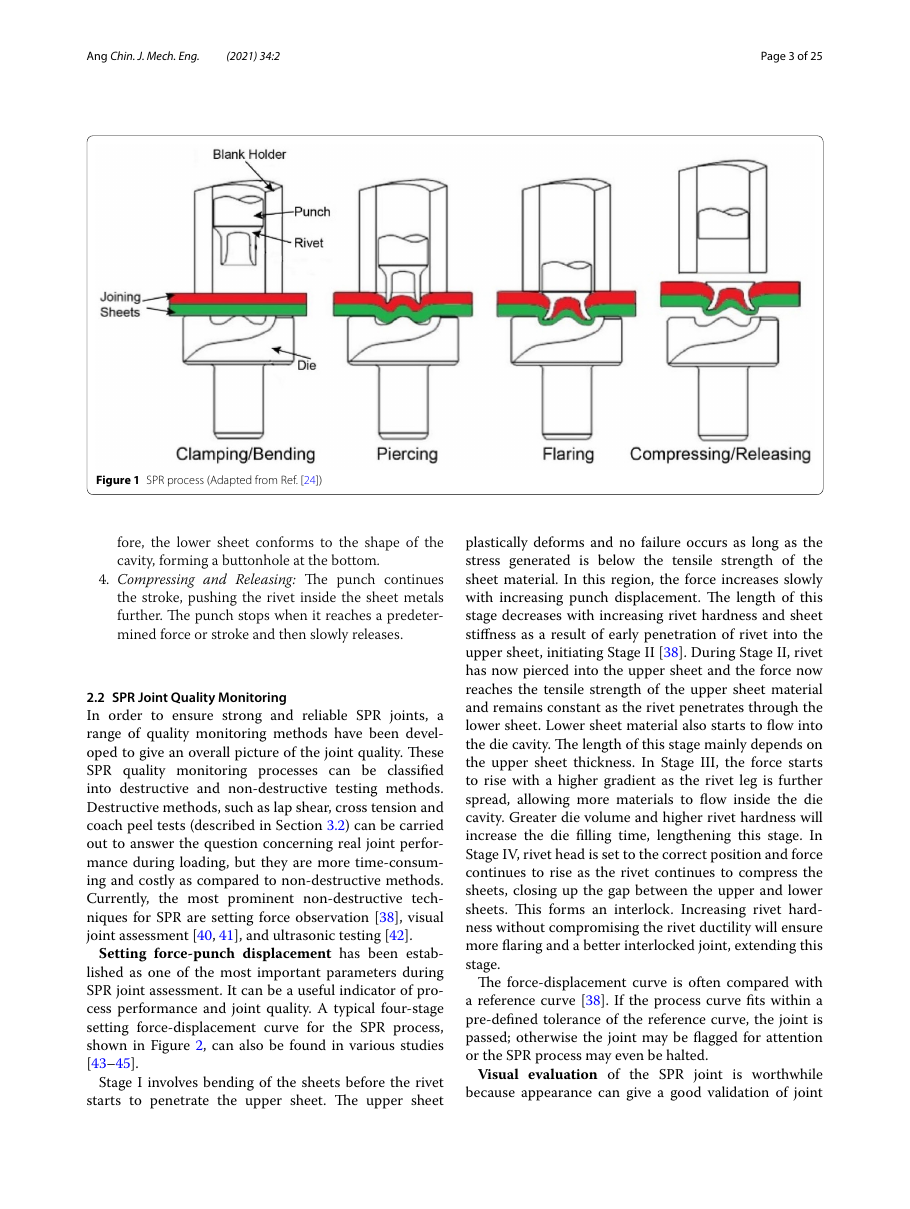 Ang Chin. J. Mech. Eng. (2021) 34:2
Page 3 of 25
Blank Holder
Punch
Rivet
Joining
Sheets
Die
Clamping/Bending
Piercing
Flaring
Compressing/Releasing
Figure 1 SPR process (Adapted from Ref. [24])
fore, the lower sheet conforms to the shape of the
cavity, forming a buttonhole at the bottom.
4. Compressing and Releasing: The punch continues
the stroke, pushing the rivet inside the sheet metals
further. The punch stops when it reaches a predeter-
mined force or stroke and then slowly releases.
2.2 SPR Joint Quality Monitoring
In order to ensure strong and reliable SPR joints, a
range of quality monitoring methods have been devel-
oped to give an overall picture of the joint quality. These
SPR quality monitoring processes can be classified
into destructive and non-destructive testing methods.
Destructive methods, such as lap shear, cross tension and
coach peel tests (described in Section 3.2) can be carried
out to answer the question concerning real joint perfor-
mance during loading, but they are more time-consum-
ing and costly as compared to non-destructive methods.
Currently, the most prominent non-destructive tech-
niques for SPR are setting force observation [38], visual
joint assessment [40, 41], and ultrasonic testing [42].
Setting force-punch displacement has been estab-
lished as one of the most important parameters during
SPR joint assessment. It can be a useful indicator of pro-
cess performance and joint quality. A typical four-stage
setting force-displacement curve for the SPR process,
shown in Figure 2, can also be found in various studies
[43–45].
Stage I involves bending of the sheets before the rivet
starts to penetrate the upper sheet. The upper sheet
plastically deforms and no failure occurs as long as the
stress generated is below the tensile strength of the
sheet material. In this region, the force increases slowly
with increasing punch displacement. The length of this
stage decreases with increasing rivet hardness and sheet
stiffness as a result of early penetration of rivet into the
upper sheet, initiating Stage II [38]. During Stage II, rivet
has now pierced into the upper sheet and the force now
reaches the tensile strength of the upper sheet material
and remains constant as the rivet penetrates through the
lower sheet. Lower sheet material also starts to flow into
the die cavity. The length of this stage mainly depends on
the upper sheet thickness. In Stage III, the force starts
to rise with a higher gradient as the rivet leg is further
spread, allowing more materials to flow inside the die
cavity. Greater die volume and higher rivet hardness will
increase the die filling time, lengthening this stage. In
Stage IV, rivet head is set to the correct position and force
continues to rise as the rivet continues to compress the
sheets, closing up the gap between the upper and lower
sheets. This forms an interlock. Increasing rivet hard-
ness without compromising the rivet ductility will ensure
more flaring and a better interlocked joint, extending this
stage.
The force-displacement curve is often compared with
a reference curve [38]. If the process curve fits within a
pre-defined tolerance of the reference curve, the joint is
passed; otherwise the joint may be flagged for attention
or the SPR process may even be halted.
Visual evaluation of the SPR joint is worthwhile
because appearance can give a good validation of joint